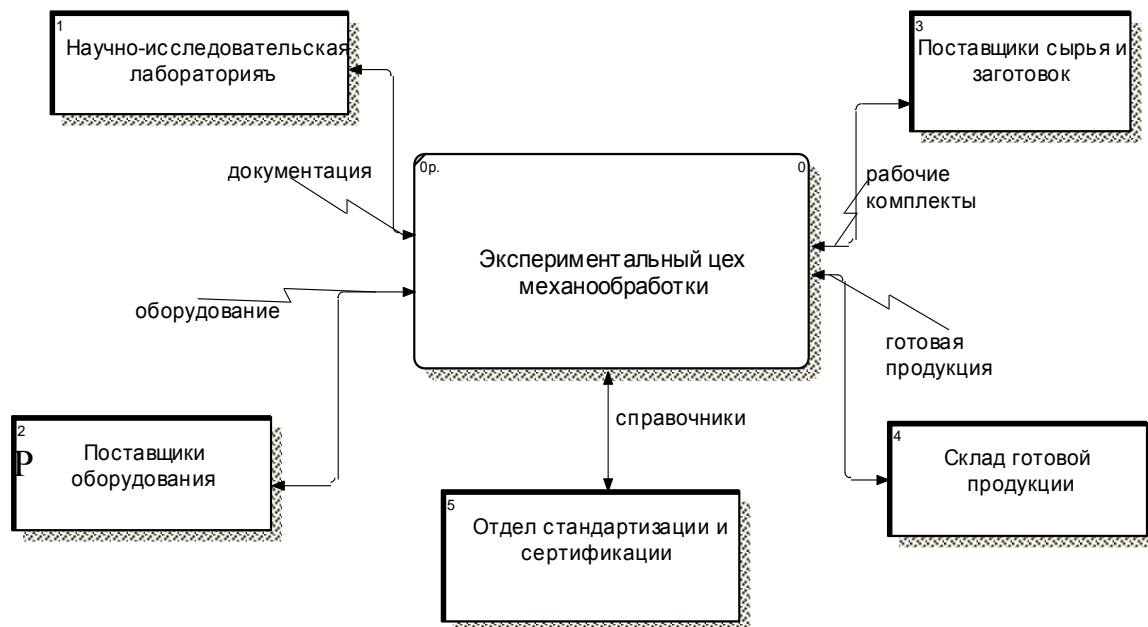 1
Научно-исследовательская
лабораторияъ
3
Поставщики сырья и
заготовок
документация
0р.
0
рабочие
комплекты
Экспериментальный цех
механообработки
оборудование
готовая
продукция
справочники
2
Р
Поставщики
оборудования
4
Склад готовой
продукции
5
Отдел стандартизации и
сертификации